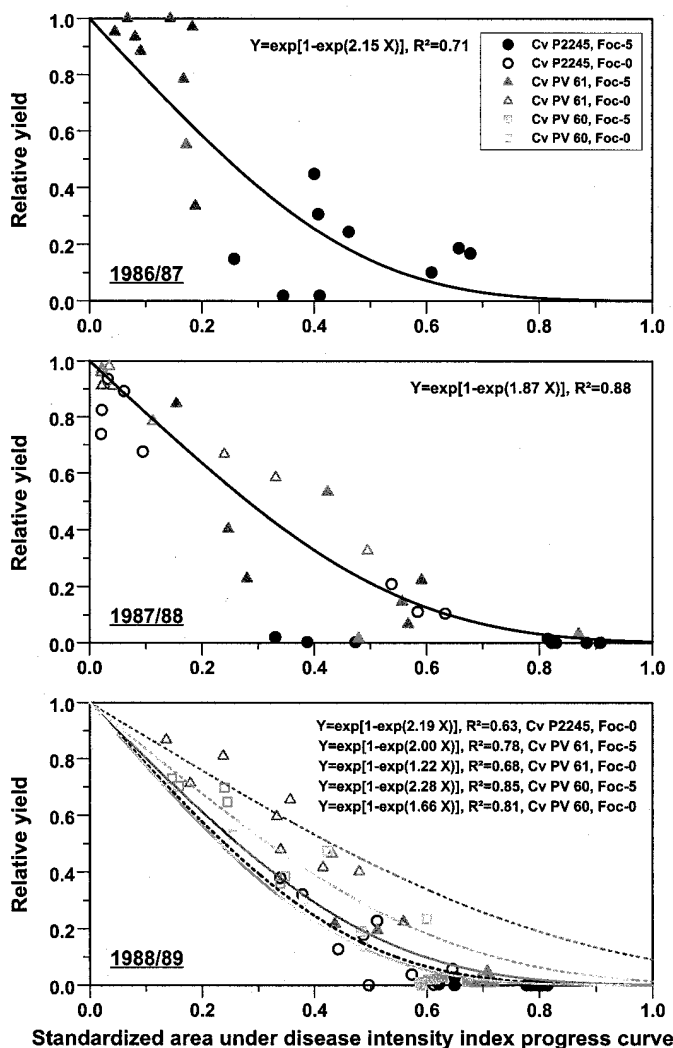 Y=exp[1-exp(2.15 X)], R²=0.71
Cv P2245, Foc-5
Cv P2245, Foc-0
Cv PV 61, Foc-5
Cv PV 61, Foc-0
Cv PV 60, Foc-5
Cv PV 60, Foc-0
Relative yield
1.0
0.8
0.6
0.4
0.2
0.0
1986/87
0.0 0.2 0.4 0.6 0.8 1.0
Y=exp[1-exp(1.87 X)], R²=0.88
Relative yield
1.0
0.8
0.6
0.4
0.2
0.0
1987/88
0.0 0.2 0.4 0.6 0.8 1.0
Y=exp[1-exp(2.19 X)], R²=0.63, Cv P2245, Foc-0
Y=exp[1-exp(2.00 X)], R²=0.78, Cv PV 61, Foc-5
Y=exp[1-exp(1.22 X)], R²=0.68, Cv PV 61, Foc-0
Y=exp[1-exp(2.28 X)], R²=0.85, Cv PV 60, Foc-5
Y=exp[1-exp(1.66 X)], R²=0.81, Cv PV 60, Foc-0
Relative yield
1.0
0.8
0.6
0.4
0.2
0.0
1988/89
0.0 0.2 0.4 0.6 0.8 1.0
Standardized area under disease intensity index progress curve